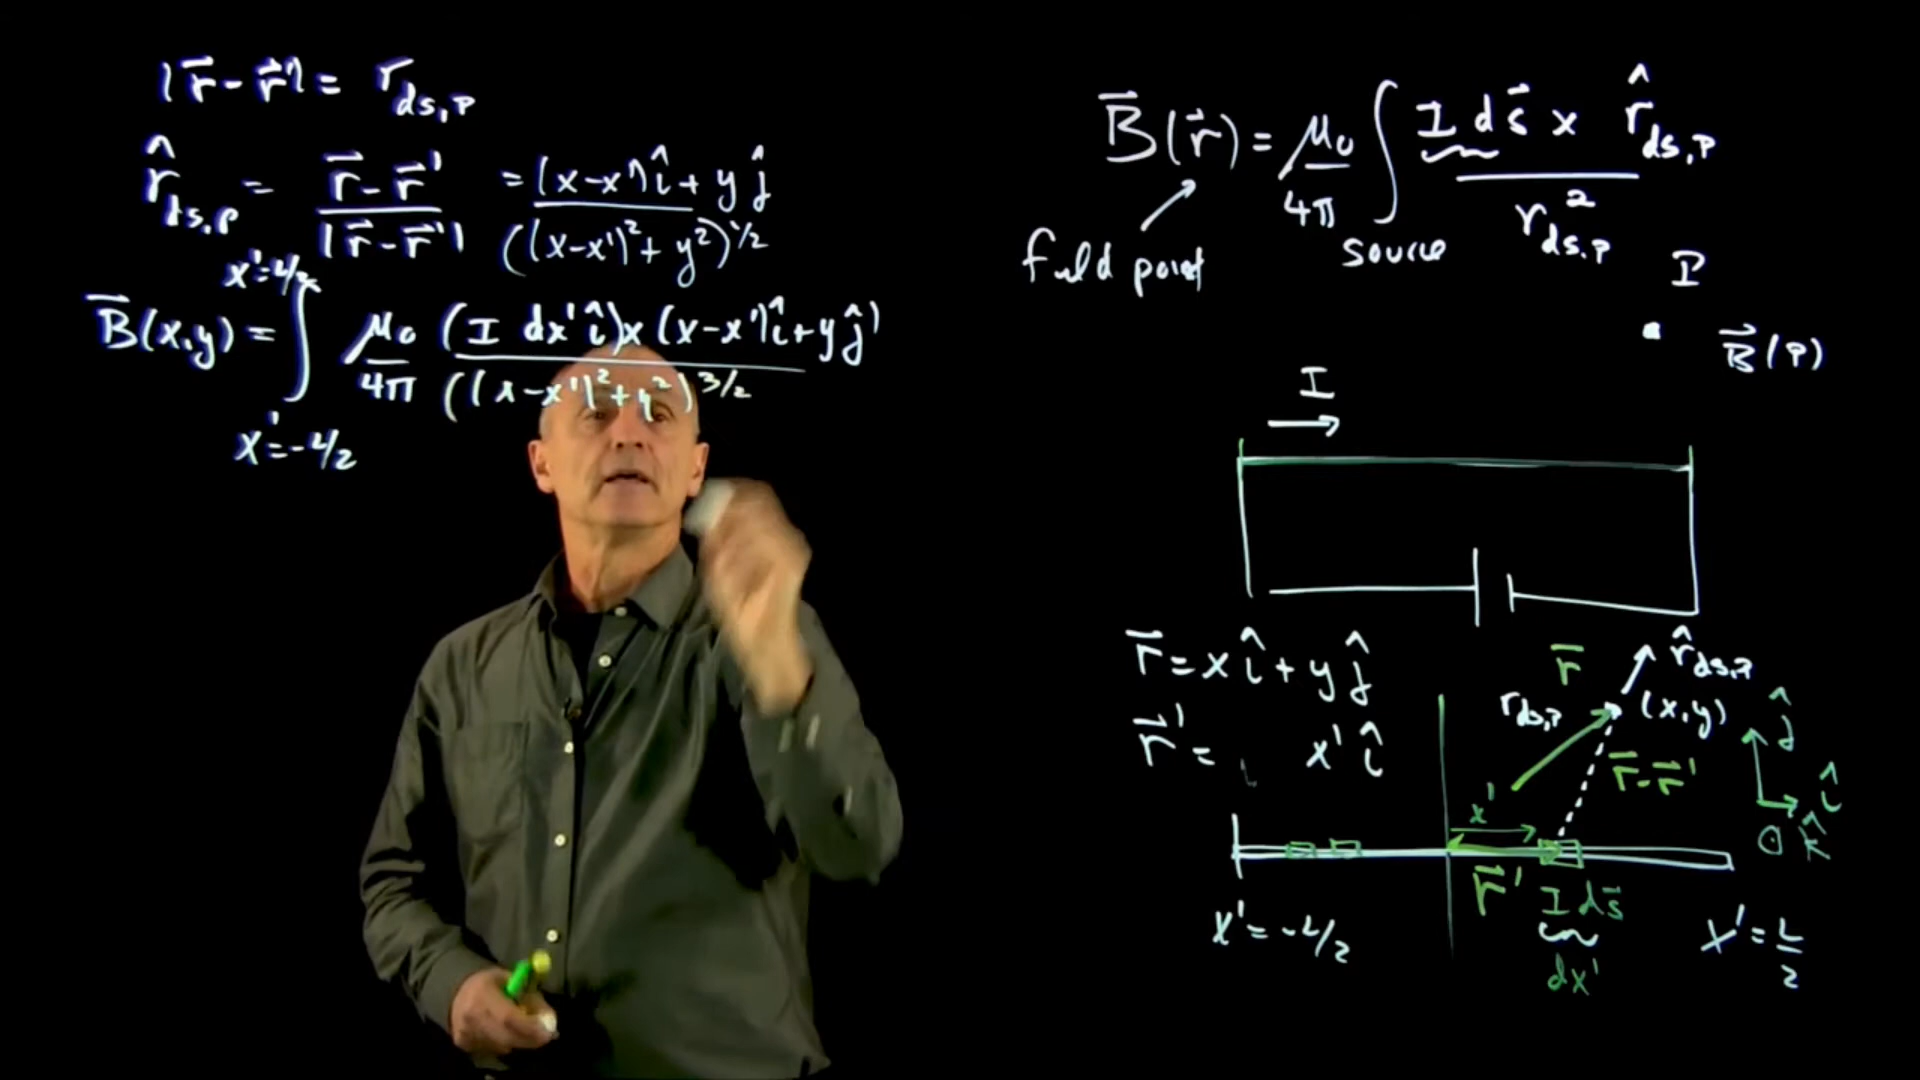 |r⃗ - r⃗'| = r_ds,P
r̂_ds,P = (r⃗ - r⃗') / |r⃗ - r⃗'| = ((x-x')î + y ĵ) / ((x-x')² + y²)^1/2
x'=L/2
B⃗(x,y) = ∫ μ₀/4π (I dx' î) x (x-x')î + y ĵ) / ((x-x')² + y²)^3/2
x'=-L/2
B⃗(r⃗) = μ₀/4π ∫ I ds⃗ x r̂_ds,P / r²_ds,P
field point
source
P
B⃗(P)
I
r⃗ = x î + y ĵ
r⃗' = x' î
r⃗
r̂_ds,P
r_ds,P
(x,y)
r⃗-r⃗'
ĵ
î
k̂
x'
r⃗'
I ds⃗
dx'
x' = -L/2
x' = L/2